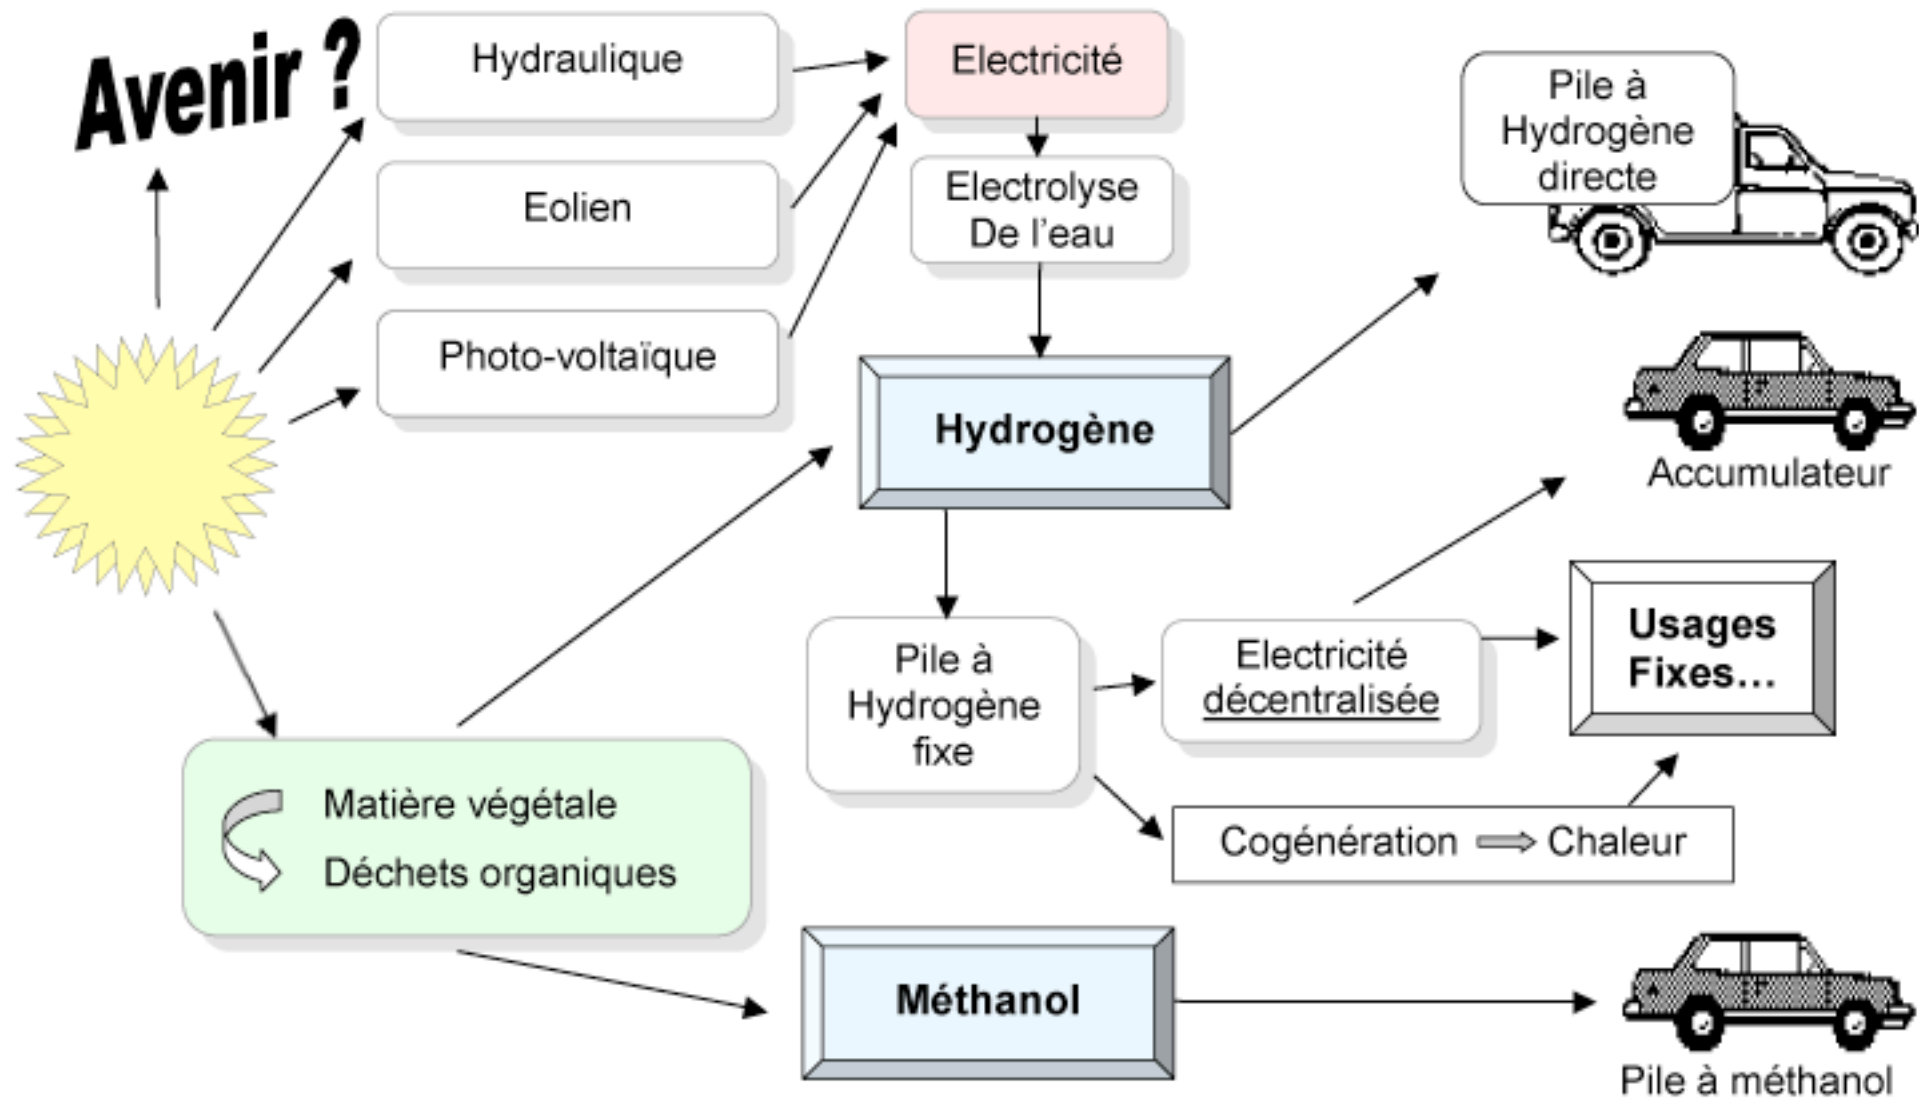 Avenir ?
Hydraulique
Eolien
Photo-voltaïque
Electricité
Electrolyse
De l'eau
Hydrogène
Pile à
Hydrogène
directe
Accumulateur
Pile à
Hydrogène
fixe
Electricité
décentralisée
Usages
Fixes...
Cogénération Chaleur
Matière végétale
Déchets organiques
Méthanol
Pile à méthanol